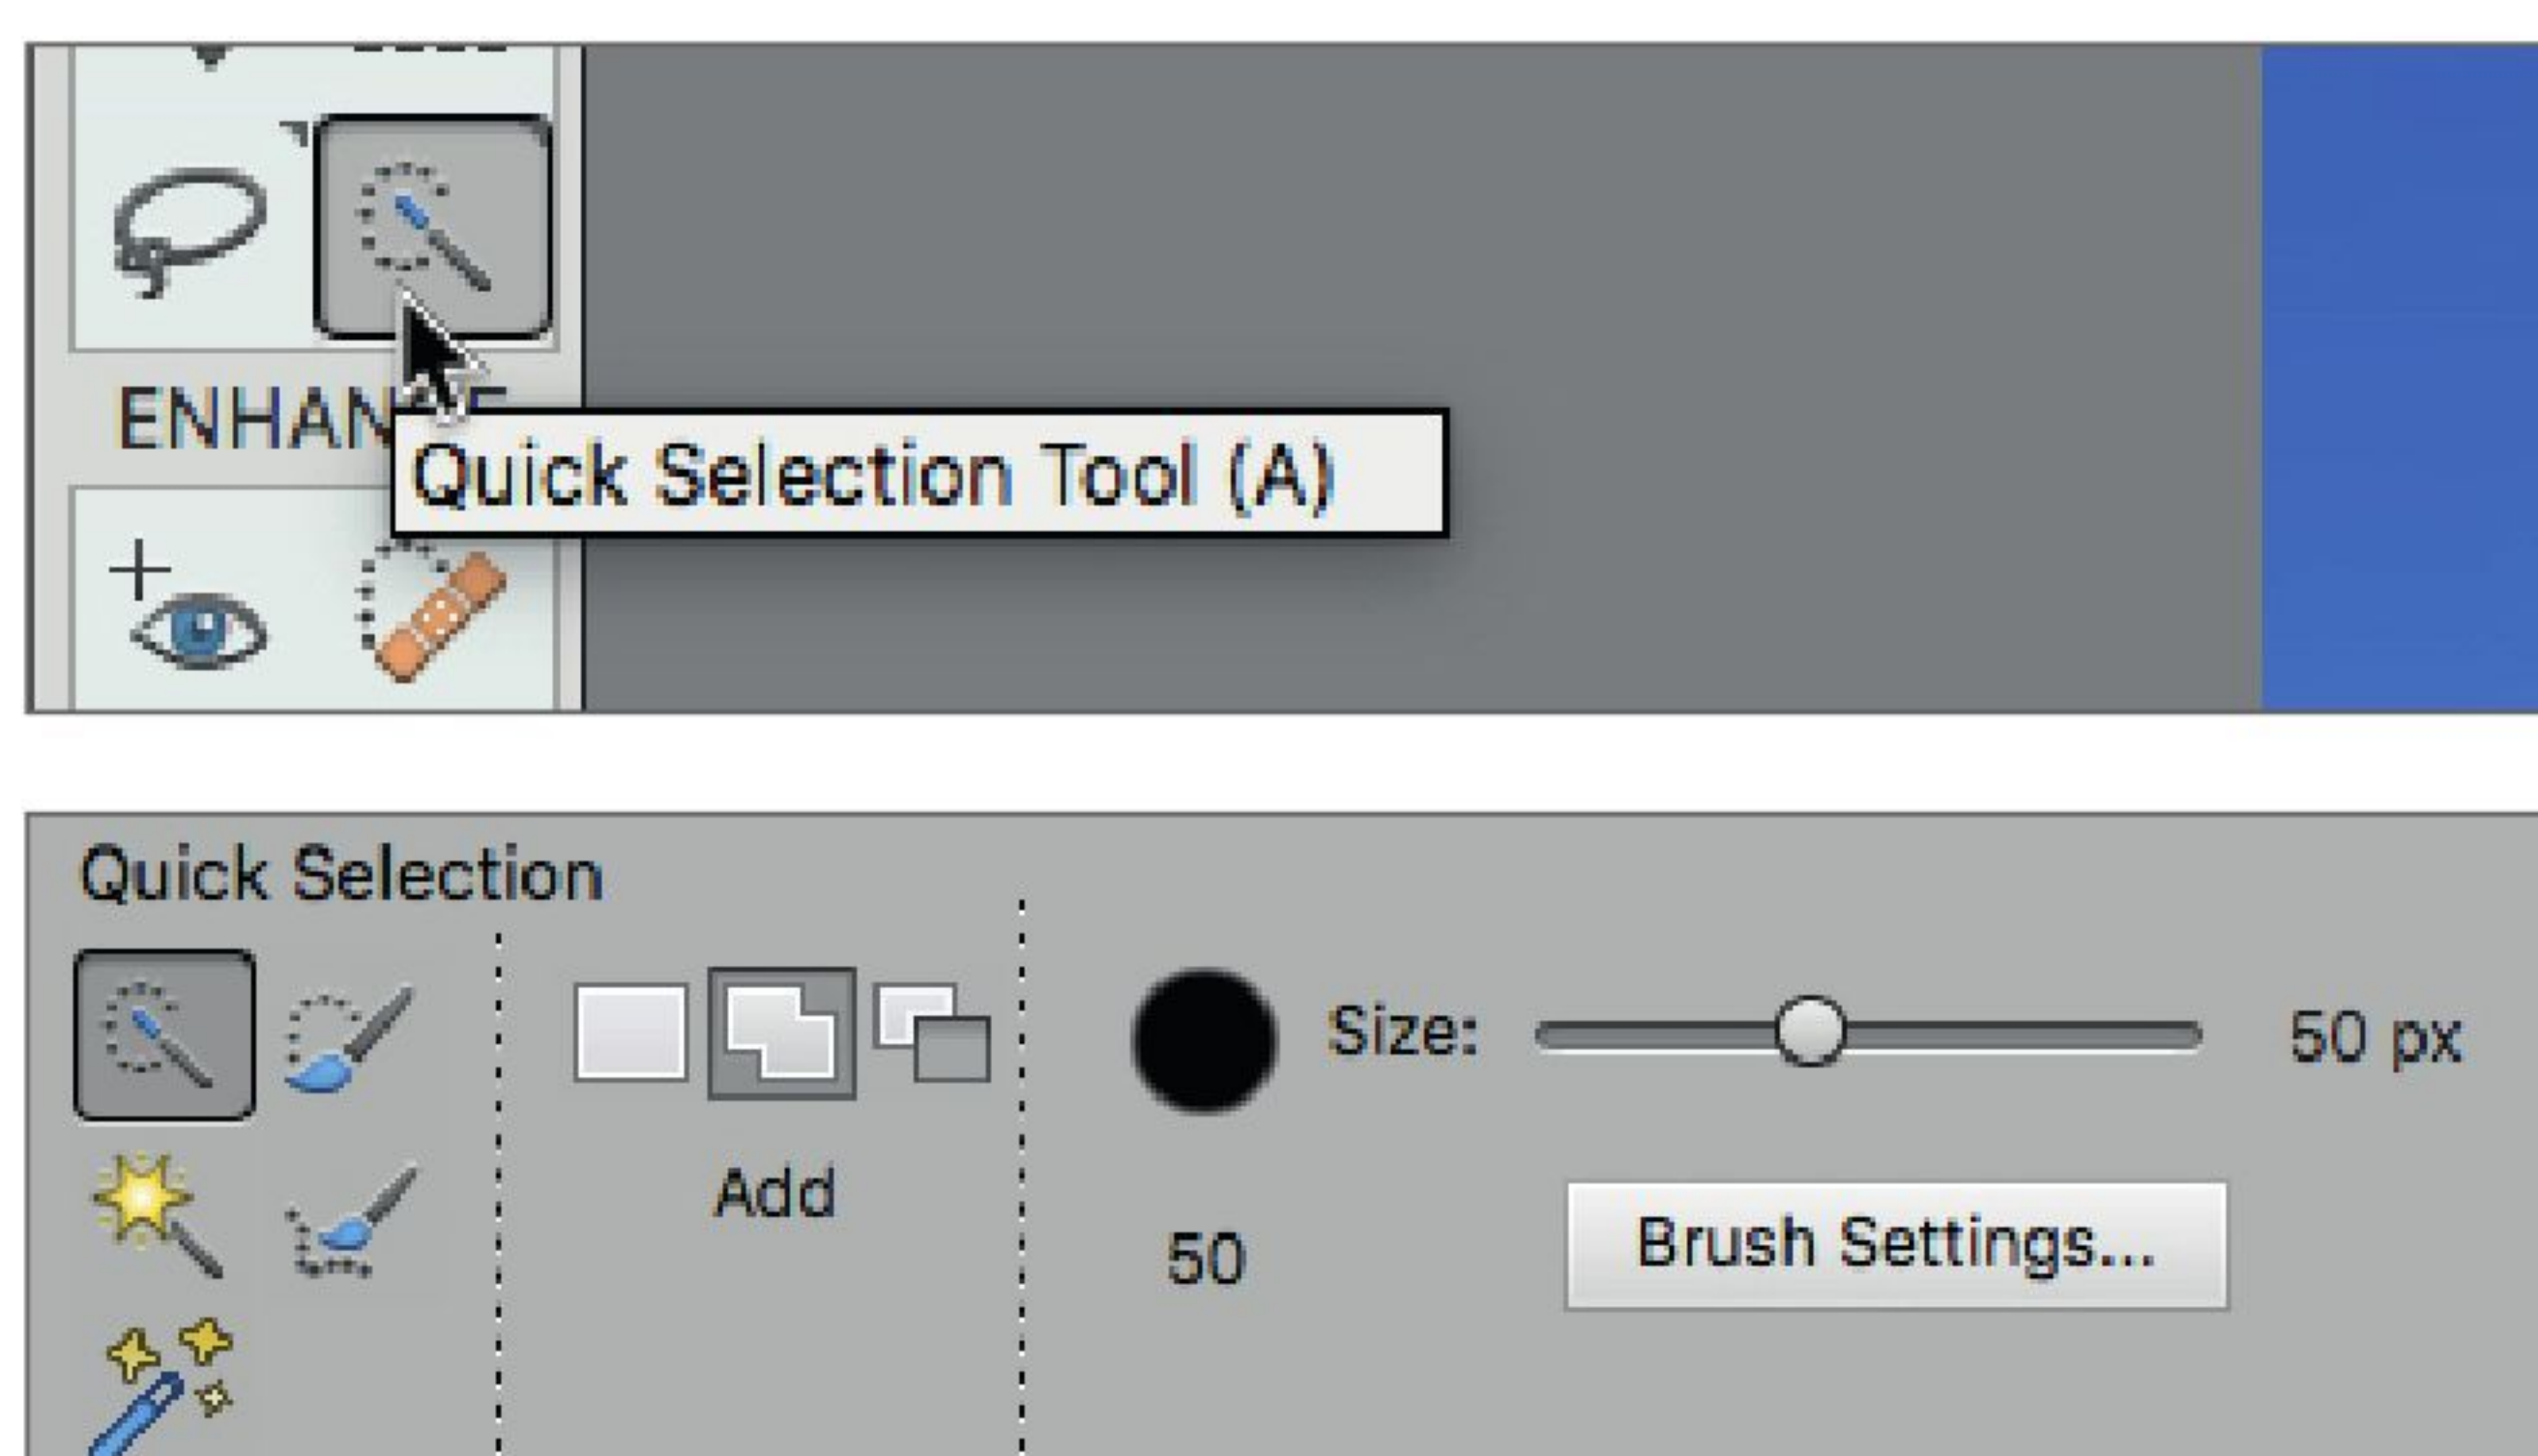 ENHAN
Quick Selection Tool (A)
Quick Selection
Size:
50 px
Add
50
Brush Settings...